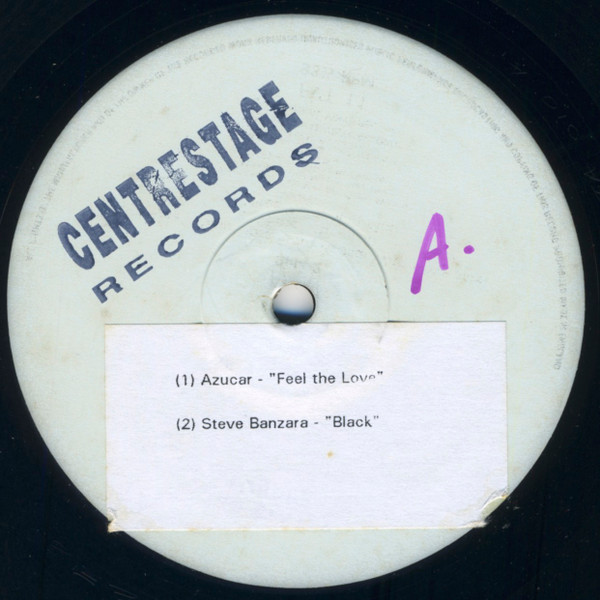 CENTRESTAGE
RECORDS
A.
(1) Azucar - "Feel the Love"
(2) Steve Banzara - "Black"